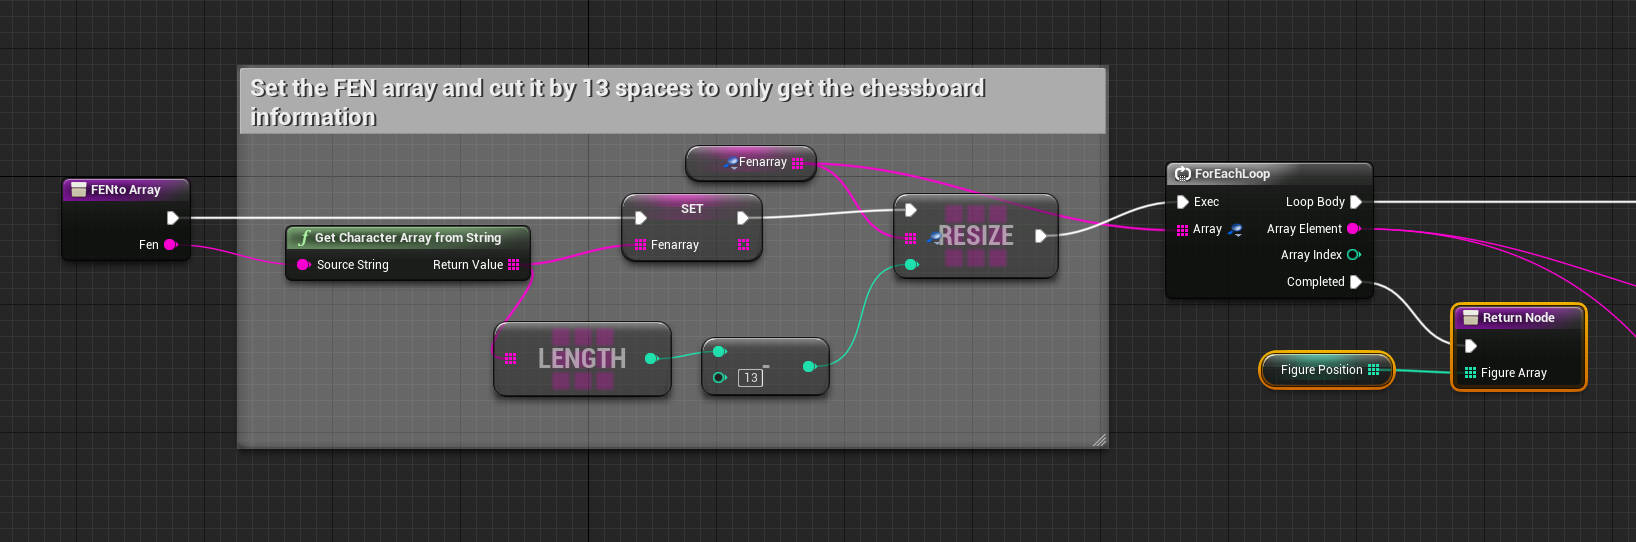 Set the FEN array and cut it by 13 spaces to only get the chessboard
information
Fenarray
FENto Array
Fen
Get Character Array from String
Source String
Return Value
SET
Fenarray
RESIZE
LENGTH
-
13
ForEachLoop
Exec
Loop Body
Array
Array Element
Array Index
Completed
Return Node
Figure Position
Figure Array